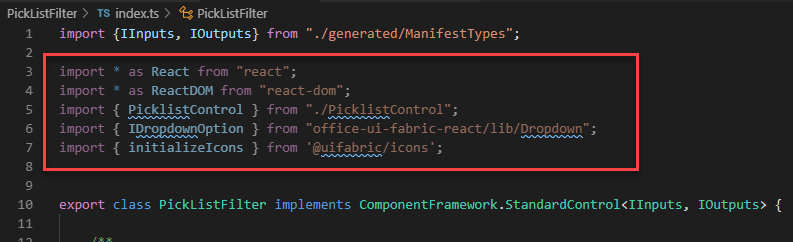 PickListFilter > TS index.ts > PickListFilter
1 import {IInputs, IOutputs} from "./generated/ManifestTypes";
2
3 import * as React from "react";
4 import * as ReactDOM from "react-dom";
5 import { PicklistControl } from "./PicklistControl";
6 import { IDropdownOption } from "office-ui-fabric-react/lib/Dropdown";
7 import { initializeIcons } from '@uifabric/icons';
8
9
10 export class PickListFilter implements ComponentFramework.StandardControl<IInputs, IOutputs> {
11
12 /**